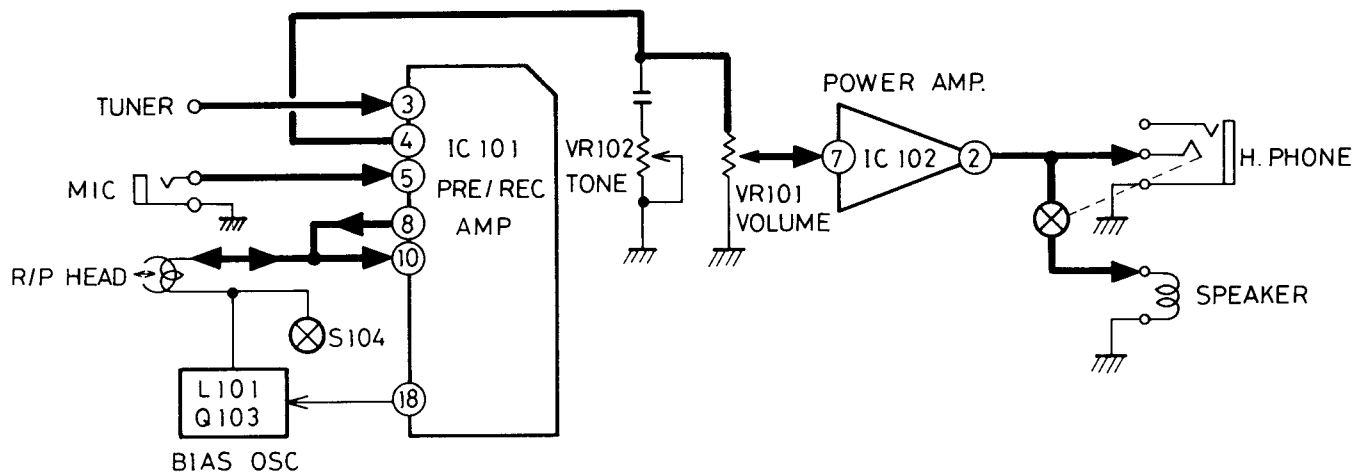 TUNER
3
4
IC 101
PRE/REC
AMP
5
MIC
8
10
R/P HEAD
S104
L101
Q103
18
BIAS OSC
VR102
TONE
VR101
VOLUME
POWER AMP.
7
IC 102
2
H. PHONE
SPEAKER